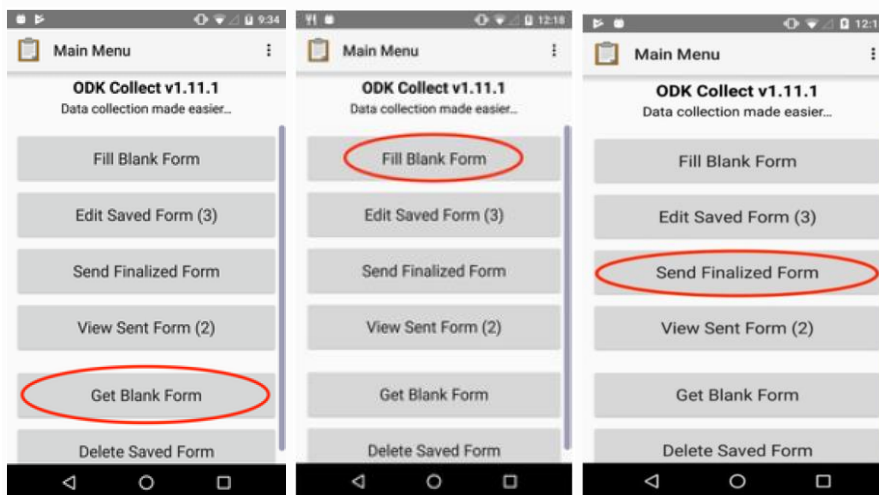 9:34
Main Menu
ODK Collect v1.11.1
Data collection made easier...
Fill Blank Form
Edit Saved Form (3)
Send Finalized Form
View Sent Form (2)
Get Blank Form
Delete Saved Form
12:18
Main Menu
ODK Collect v1.11.1
Data collection made easier...
Fill Blank Form
Edit Saved Form (3)
Send Finalized Form
View Sent Form (2)
Get Blank Form
Delete Saved Form
Main Menu
ODK Collect v1.11.1
Data collection made easier...
Fill Blank Form
Edit Saved Form (3)
Send Finalized Form
View Sent Form (2)
Get Blank Form
Delete Saved Form